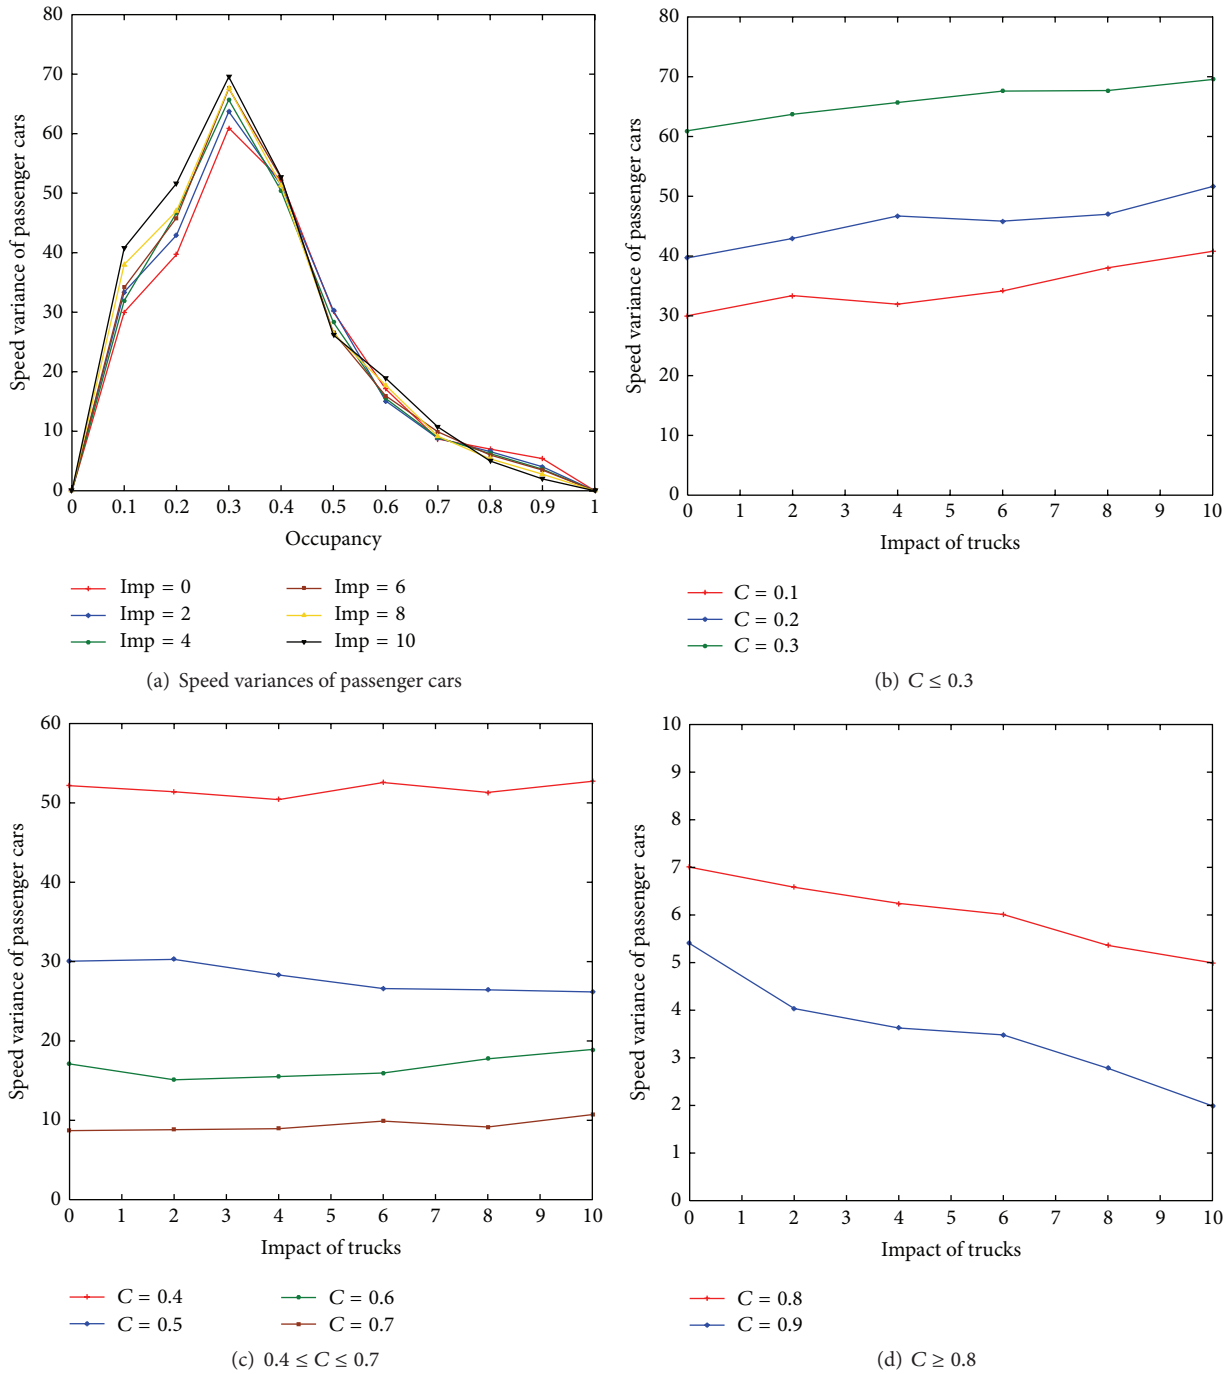 80
70
60
50
40
30
20
10
0
Speed variance of passenger cars
0 0.1 0.2 0.3 0.4 0.5 0.6 0.7 0.8 0.9 1
Occupancy
Imp = 0
Imp = 2
Imp = 4
Imp = 6
Imp = 8
Imp = 10
(a) Speed variances of passenger cars
80
70
60
50
40
30
20
10
0
Speed variance of passenger cars
0 1 2 3 4 5 6 7 8 9 10
Impact of trucks
C = 0.1
C = 0.2
C = 0.3
(b) C ≤ 0.3
60
50
40
30
20
10
0
Speed variance of passenger cars
0 1 2 3 4 5 6 7 8 9 10
Impact of trucks
C = 0.4
C = 0.5
C = 0.6
C = 0.7
(c) 0.4 ≤ C ≤ 0.7
10
9
8
7
6
5
4
3
2
1
0
Speed variance of passenger cars
0 1 2 3 4 5 6 7 8 9 10
Impact of trucks
C = 0.8
C = 0.9
(d) C ≥ 0.8